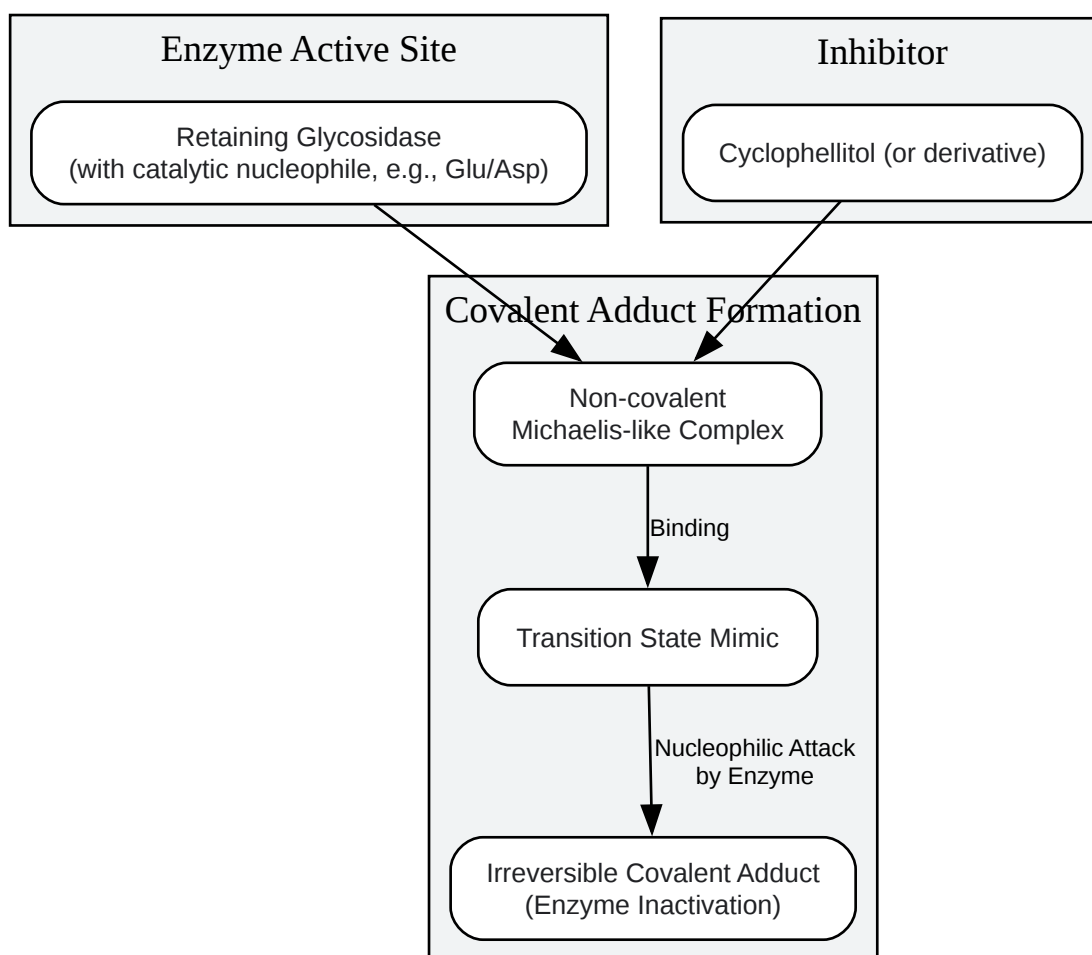 Enzyme Active Site
Retaining Glycosidase
(with catalytic nucleophile, e.g., Glu/Asp)
Inhibitor
Cyclophellitol (or derivative)
Covalent Adduct Formation
Non-covalent
Michaelis-like Complex
Binding
Transition State Mimic
Nucleophilic Attack
by Enzyme
Irreversible Covalent Adduct
(Enzyme Inactivation)